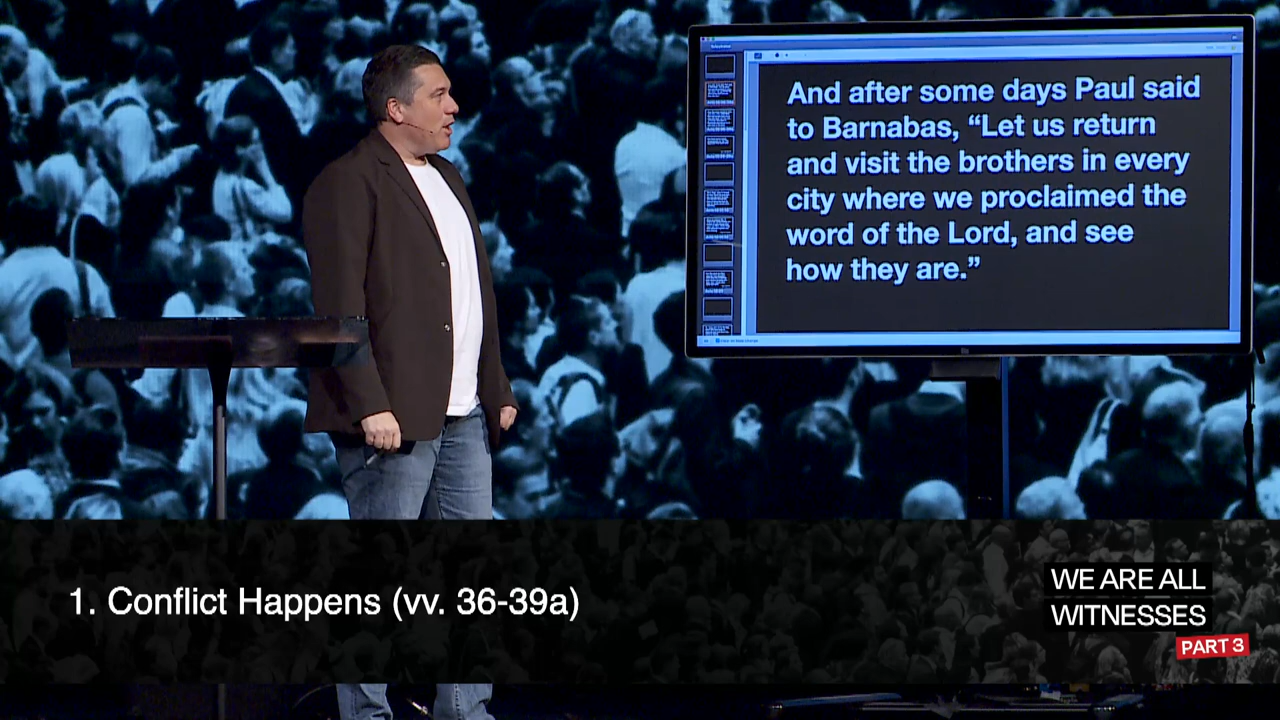 And after some days Paul said
to Barnabas, “Let us return
and visit the brothers in every
city where we proclaimed the
word of the Lord, and see
how they are.”
1. Conflict Happens (vv. 36-39a)
WE ARE ALL
WITNESSES
PART 3